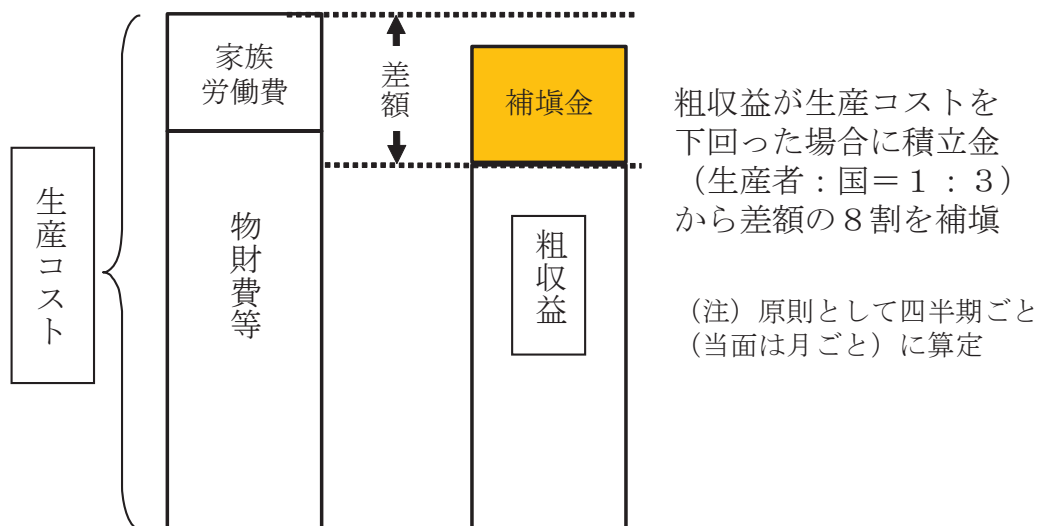 家族
労働費
差額
補塡金
生産コスト
物財費等
粗収益
粗収益が生産コストを
下回った場合に積立金
（生産者：国＝１：３）
から差額の８割を補塡
（注）原則として四半期ごと
（当面は月ごと）に算定